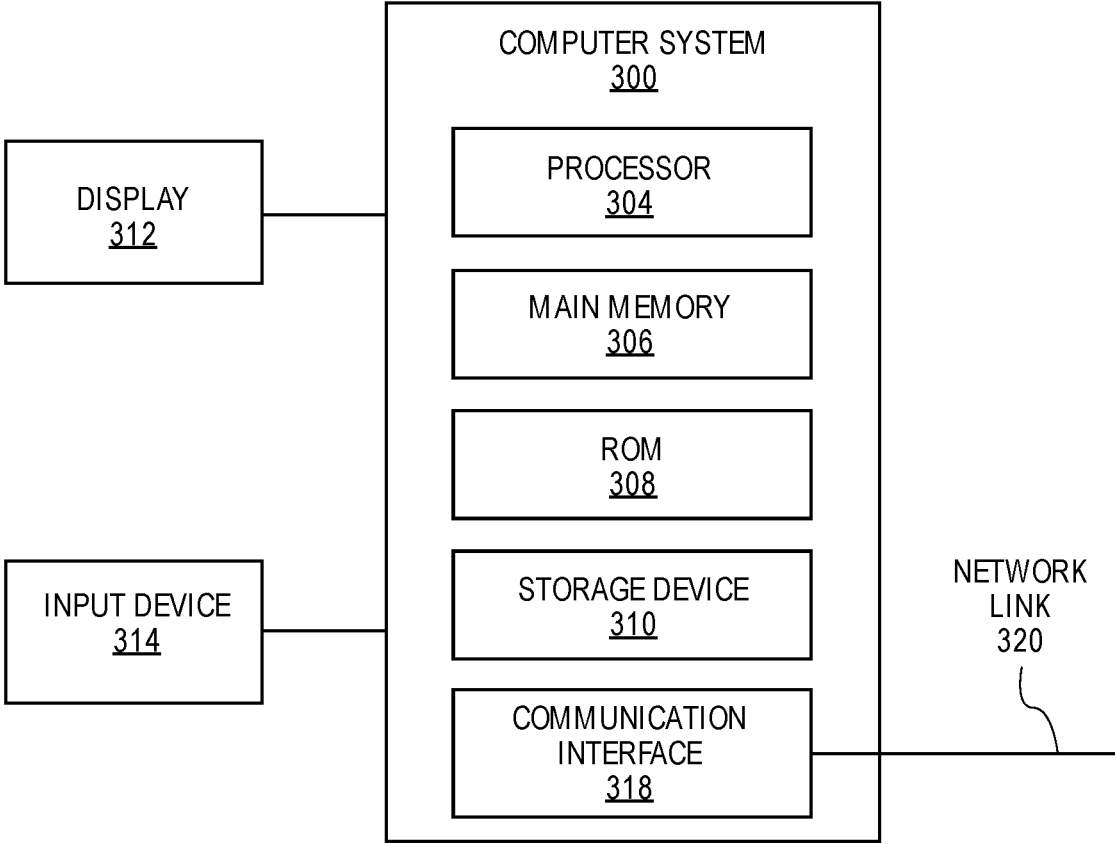 COMPUTER SYSTEM
300
PROCESSOR
304
DISPLAY
312
MAIN MEMORY
306
ROM
308
STORAGE DEVICE
310
INPUT DEVICE
314
NETWORK
LINK
320
COMMUNICATION
INTERFACE
318